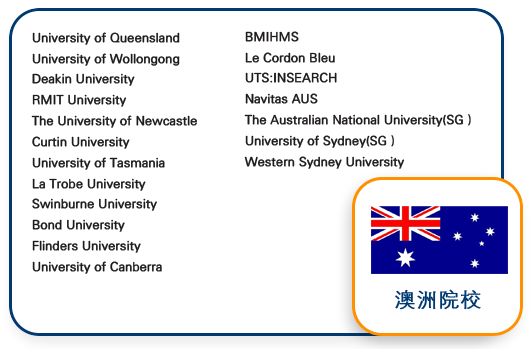 University of Queensland
University of Wollongong
Deakin University
RMIT University
The University of Newcastle
Curtin University
University of Tasmania
La Trobe University
Swinburne University
Bond University
Flinders University
University of Canberra
BMIHMS
Le Cordon Bleu
UTS:INSEARCH
Navitas AUS
The Australian National University(SG )
University of Sydney(SG )
Western Sydney University
澳洲院校